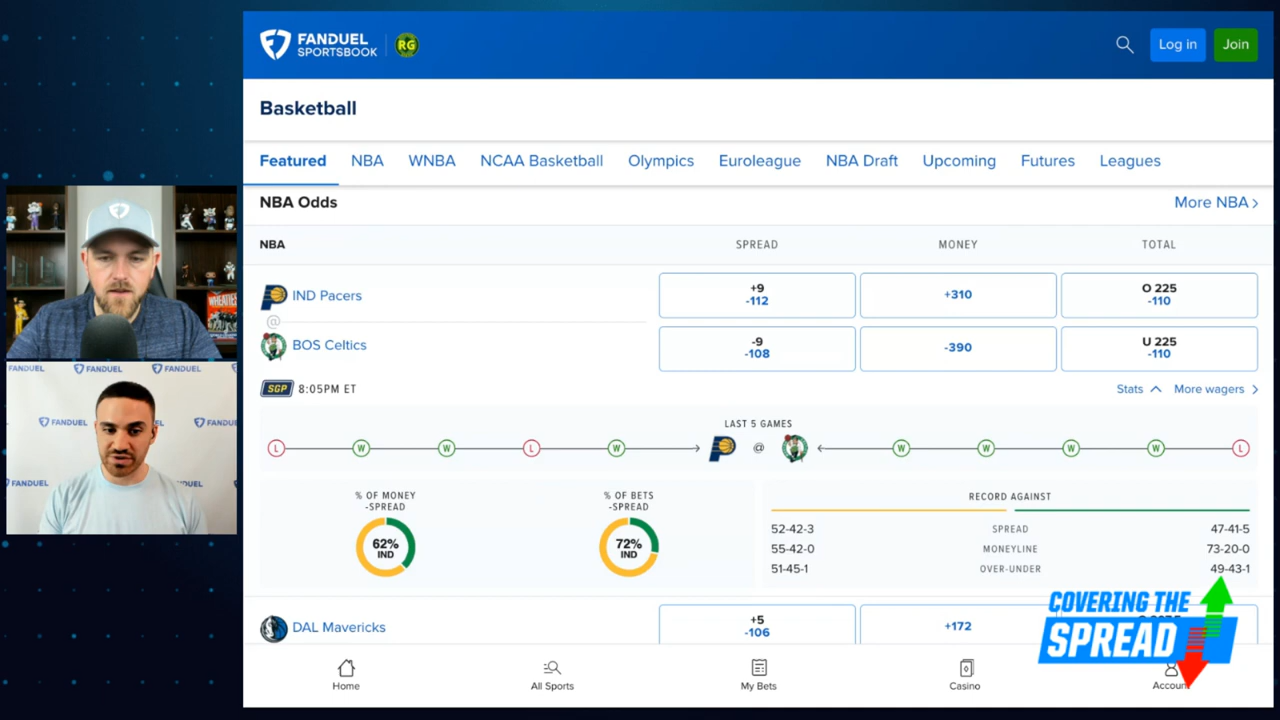 FANDUEL
SPORTSBOOK
RG
Log in
Join
Basketball
Featured NBA WNBA NCAA Basketball Olympics Euroleague NBA Draft Upcoming Futures Leagues
NBA Odds
More NBA >
NBA SPREAD MONEY TOTAL
IND Pacers
+9
-112
+310
O 225
-110
@
BOS Celtics
-9
-108
-390
U 225
-110
SGP 8:05PM ET
Stats
More wagers >
LAST 5 GAMES
L W W L W @ W W W W L
% OF MONEY
-SPREAD
62%
IND
% OF BETS
-SPREAD
72%
IND
RECORD AGAINST
52-42-3 SPREAD 47-41-5
55-42-0 MONEYLINE 73-20-0
51-45-1 OVER-UNDER 49-43-1
DAL Mavericks
+5
-106
+172
COVERING THE
SPREAD
Home
All Sports
My Bets
Casino
Account
WHEATIES
FANDUEL
FANDUEL
FANDUEL
FANDUEL
FANDUEL